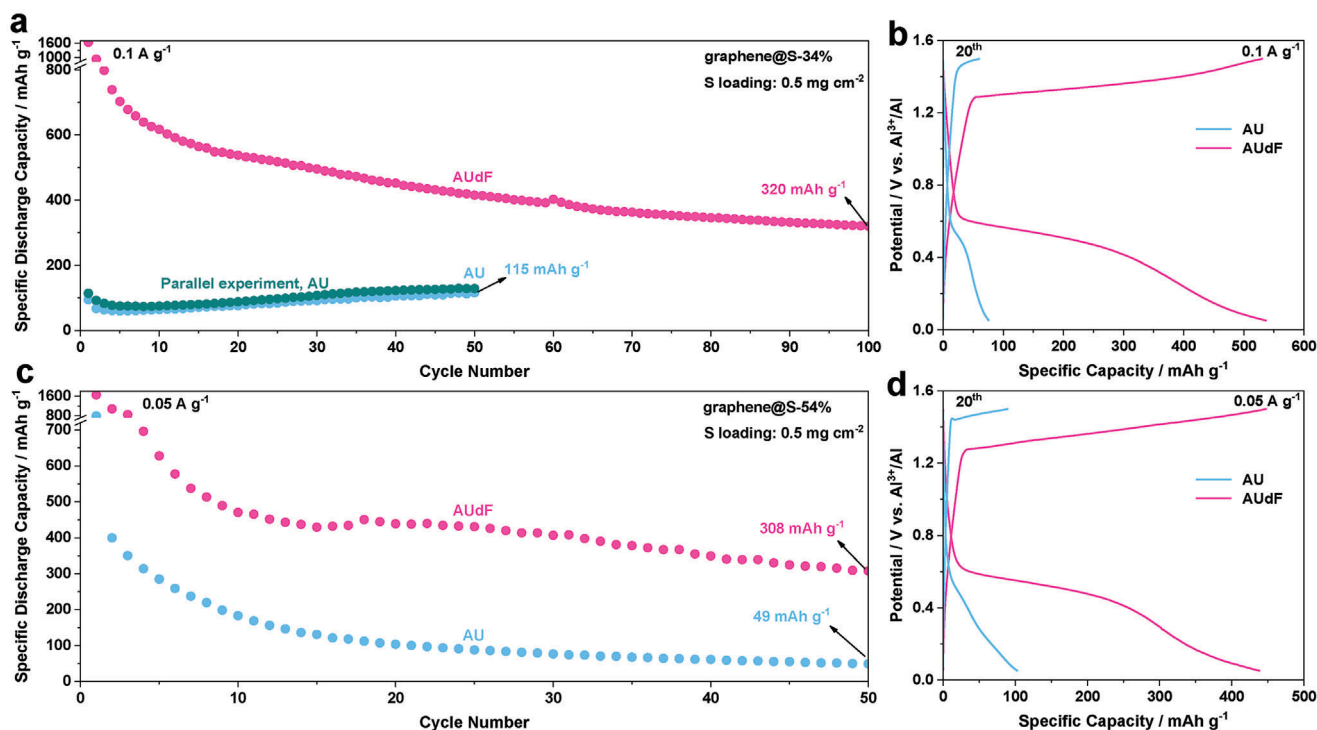 a
0.1 A g⁻¹
graphene@S-34%
S loading: 0.5 mg cm⁻²
AUdF
320 mAh g⁻¹
Parallel experiment, AU
AU
115 mAh g⁻¹
1600
1000
800
600
400
200
0
0 10 20 30 40 50 60 70 80 90 100
Specific Discharge Capacity / mAh g⁻¹
Cycle Number
b
20th
0.1 A g⁻¹
AU
AUdF
1.6
1.2
0.8
0.4
0.0
0 100 200 300 400 500 600
Potential / V vs. Al³⁺/Al
Specific Capacity / mAh g⁻¹
c
0.05 A g⁻¹
graphene@S-54%
S loading: 0.5 mg cm⁻²
AUdF
308 mAh g⁻¹
AU
49 mAh g⁻¹
1600
800
700
600
500
400
300
200
100
0
0 10 20 30 40 50
Specific Discharge Capacity / mAh g⁻¹
Cycle Number
d
20th
0.05 A g⁻¹
AU
AUdF
1.6
1.2
0.8
0.4
0.0
0 100 200 300 400 500
Potential / V vs. Al³⁺/Al
Specific Capacity / mAh g⁻¹